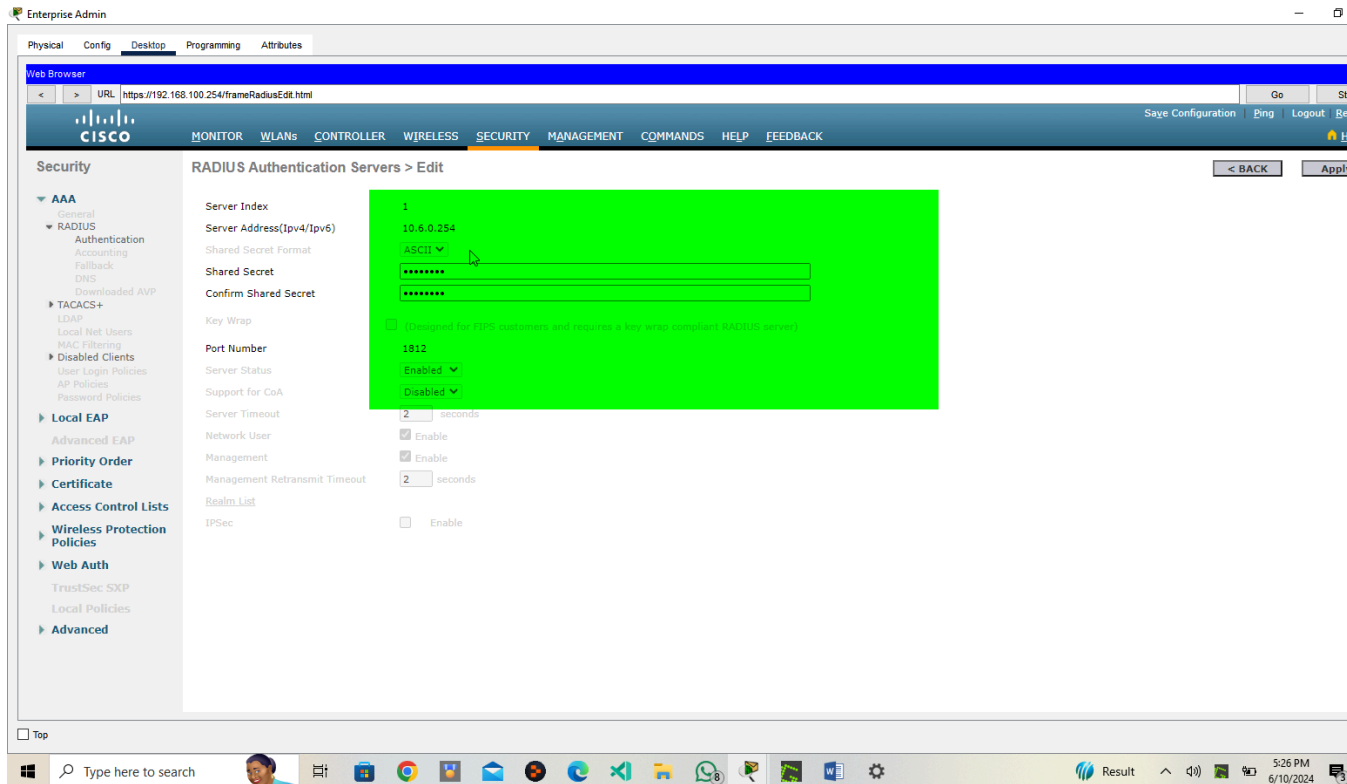 Enterprise Admin
Physical Config Desktop Programming Attributes
Web Browser
< > URL https://192.168.100.254/frameRadiusEdit.html Go St
Save Configuration | Ping | Logout | Re
CISCO MONITOR WLANs CONTROLLER WIRELESS SECURITY MANAGEMENT COMMANDS HELP FEEDBACK H
Security
RADIUS Authentication Servers > Edit
< BACK Apply
AAA
General
RADIUS
Authentication
Accounting
Fallback
DNS
Downloaded AVP
TACACS+
LDAP
Local Net Users
MAC Filtering
Disabled Clients
User Login Policies
AP Policies
Password Policies
Local EAP
Advanced EAP
Priority Order
Certificate
Access Control Lists
Wireless Protection
Policies
Web Auth
TrustSec SXP
Local Policies
Advanced
Server Index 1
Server Address(Ipv4/Ipv6) 10.6.0.254
Shared Secret Format ASCII
Shared Secret ••••••••
Confirm Shared Secret ••••••••
Key Wrap (Designed for FIPS customers and requires a key wrap compliant RADIUS server)
Port Number 1812
Server Status Enabled
Support for CoA Disabled
Server Timeout 2 seconds
Network User Enable
Management Enable
Management Retransmit Timeout 2 seconds
Realm List
IPSec Enable
Top
Type here to search
8
Result
5:26 PM
6/10/2024
3